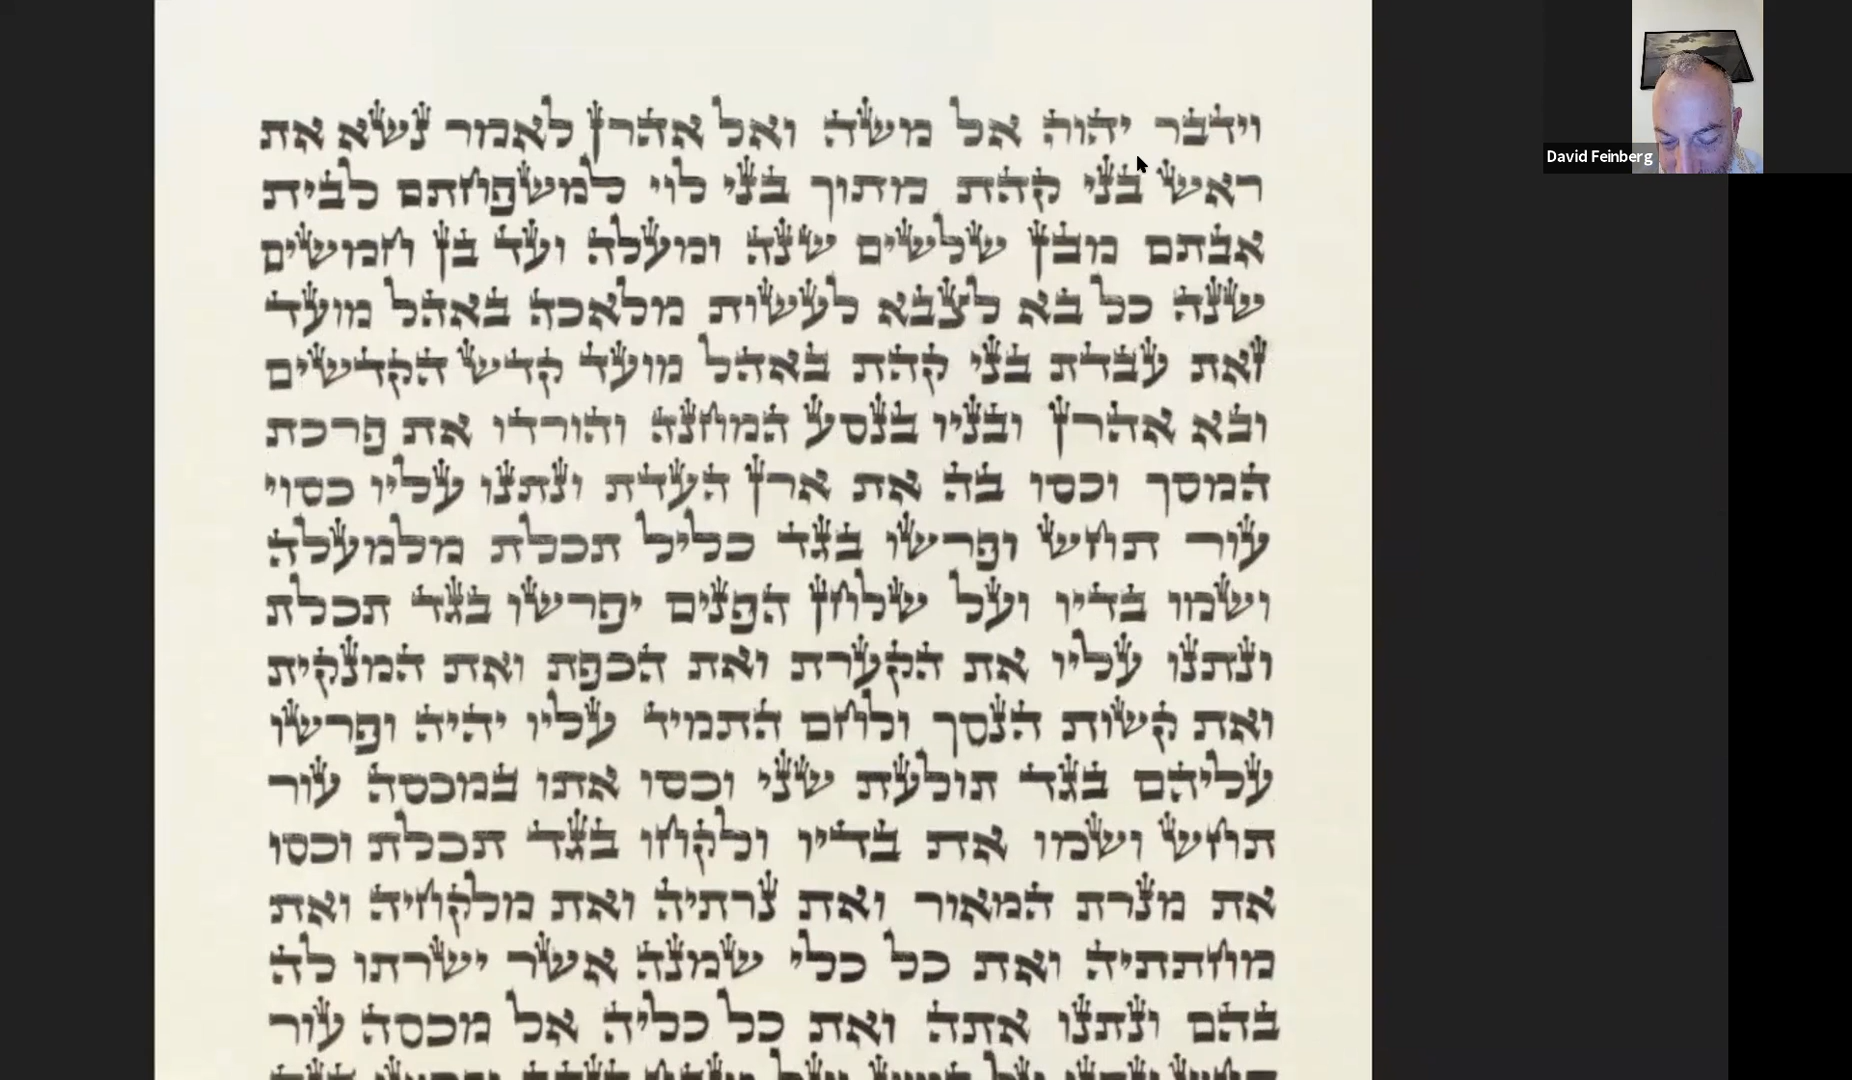 וידבר יהוה אל משה ואל אהרן לאמר נשא את
ראש בני קהת מתוך בני לוי למשפחתם לבית
אבתם מבן שלשים שנה ומעלה ועד בן חמשים
שנה כל בא לצבא לעשות מלאכה באהל מועד
זאת עבדת בני קהת באהל מועד קדש הקדשים
ובא אהרן ובניו בנסע המחנה והורדו את פרכת
המסך וכסו בה את ארן העדת ונתנו עליו כסוי
עור תחש ופרשו בגד כליל תכלת מלמעלה
ושמו בדיו ועל שלחן הפנים יפרשו בגד תכלת
ונתנו עליו את הקערת ואת הכפת ואת המנקית
ואת קשות הנסך ולחם התמיד עליו יהיה ופרשו
עליהם בגד תולעת שני וכסו אתו במכסה עור
תחש ושמו את בדיו ולקחו בגד תכלת וכסו
את מנרת המאור ואת נרתיה ואת מלקחיה ואת
מחתתיה ואת כל כלי שמנה אשר ישרתו לה
בהם ונתנו אתה ואת כל כליה אל מכסה עור
David Feinberg